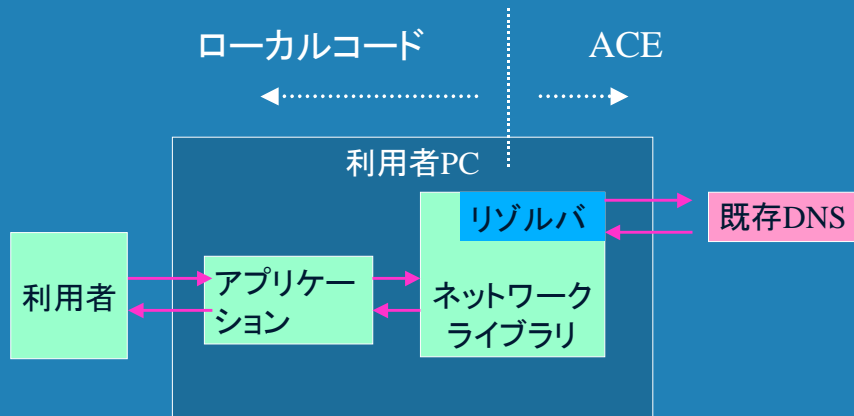 ローカルコード
ACE
利用者PC
リゾルバ
既存DNS
利用者
アプリケー
ション
ネットワーク
ライブラリ